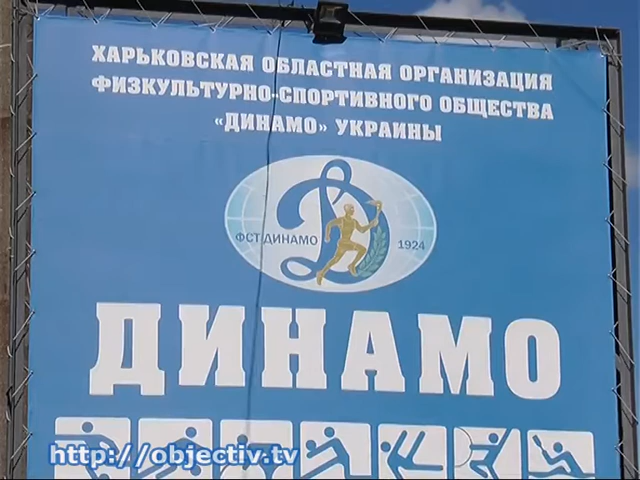 ХАРЬКОВСКАЯ ОБЛАСТНАЯ ОРГАНИЗАЦИЯ
ФИЗКУЛЬТУРНО-СПОРТИВНОГО ОБЩЕСТВА
«ДИНАМО» УКРАИНЫ
ФСТ ДИНАМО 1924
ДИНАМО
http://objectiv.tv